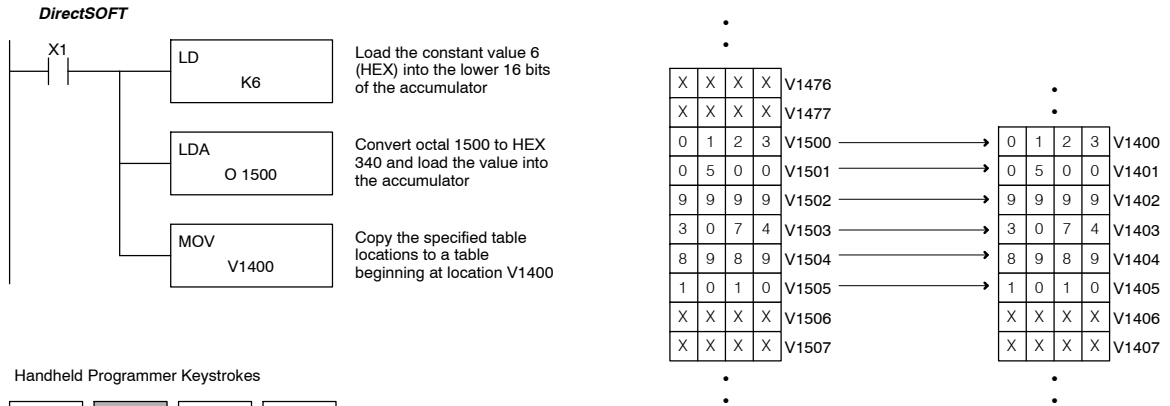 DirectSOFT
X1
LD
K6
Load the constant value 6
(HEX) into the lower 16 bits
of the accumulator
LDA
O 1500
Convert octal 1500 to HEX
340 and load the value into
the accumulator
MOV
V1400
Copy the specified table
locations to a table
beginning at location V1400
Handheld Programmer Keystrokes
X X X X V1476
X X X X V1477
0 1 2 3 V1500
0 5 0 0 V1501
9 9 9 9 V1502
3 0 7 4 V1503
8 9 8 9 V1504
1 0 1 0 V1505
X X X X V1506
X X X X V1507
0 1 2 3 V1400
0 5 0 0 V1401
9 9 9 9 V1402
3 0 7 4 V1403
8 9 8 9 V1404
1 0 1 0 V1405
X X X X V1406
X X X X V1407